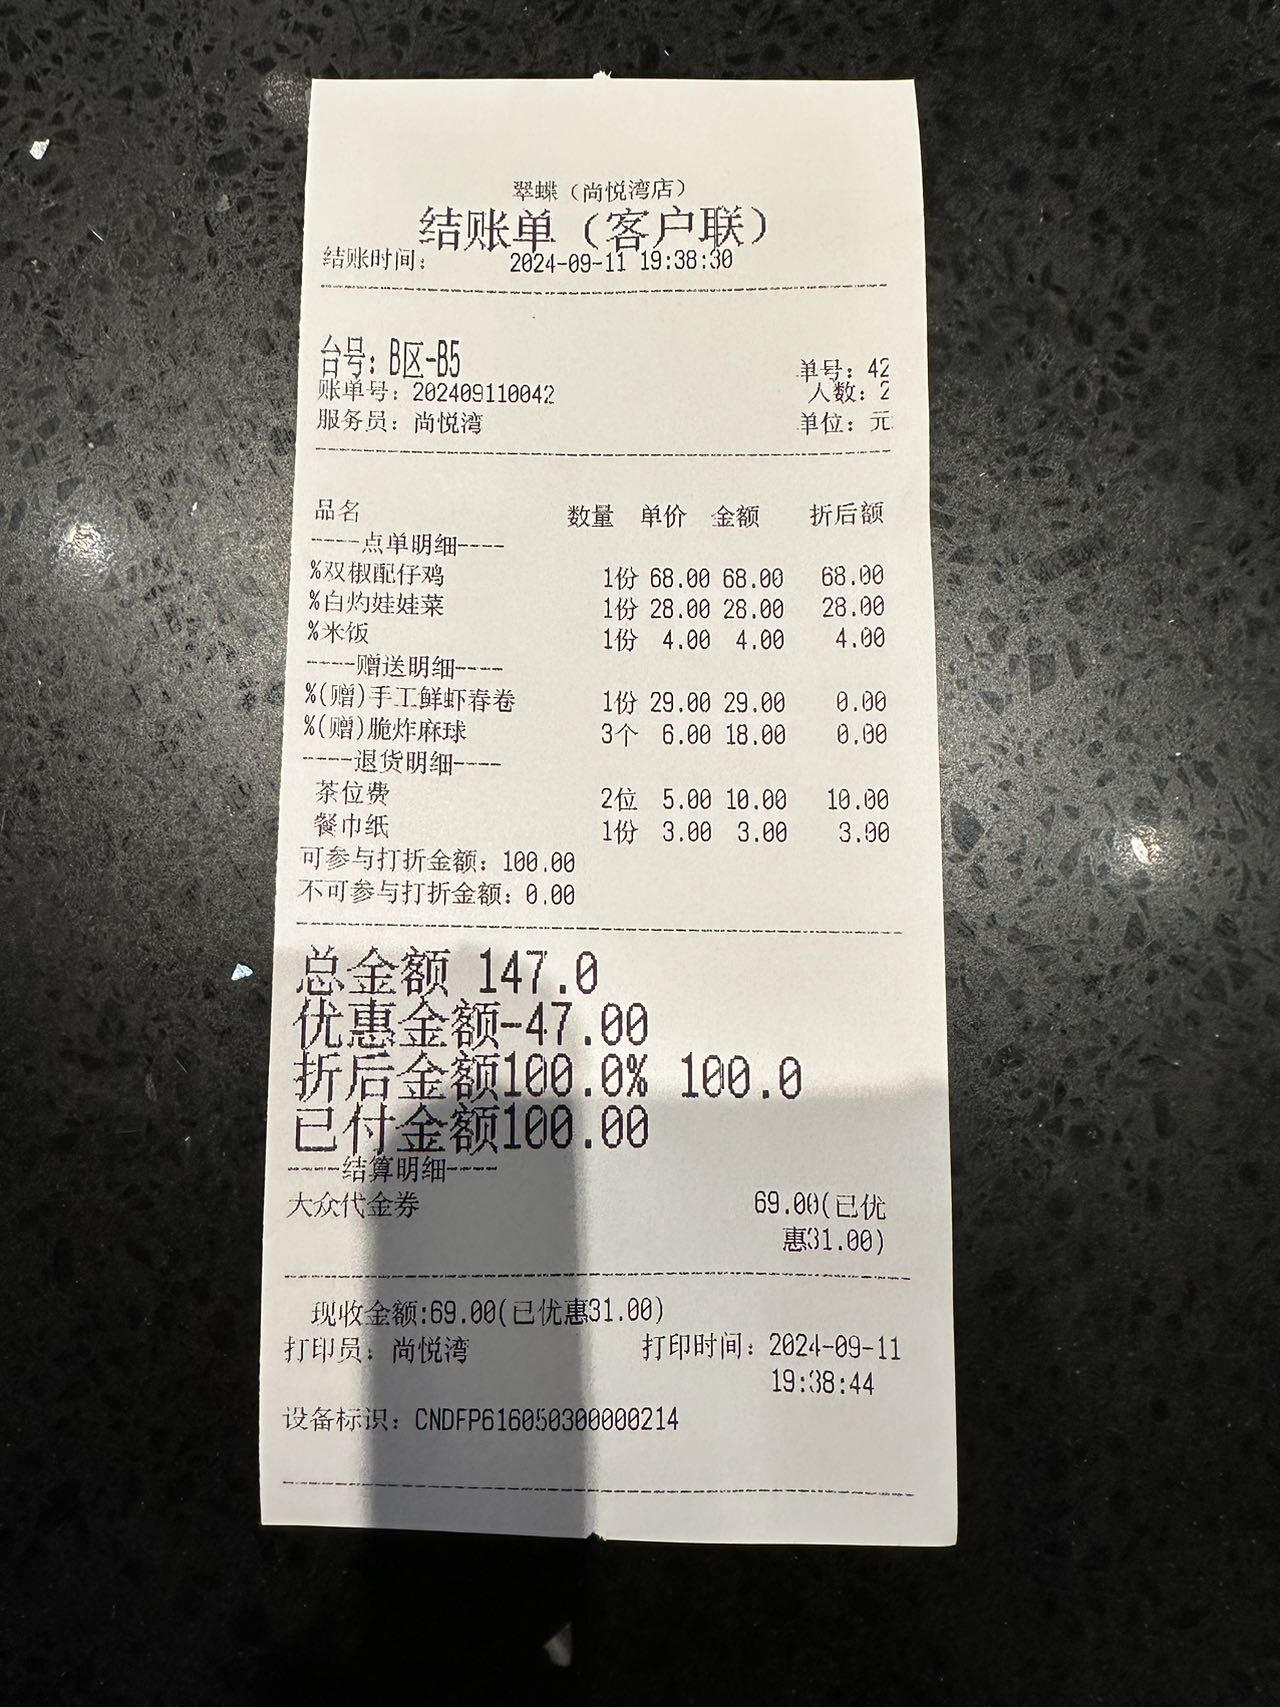 翠蝶（尚悦湾店）
结账单（客户联）
结账时间： 2024-09-11 19:38:30
台号：B区-B5
单号：42
账单号：202409110042
人数：2
服务员：尚悦湾
单位：元
品名 数量 单价 金额 折后额
----点单明细----
%双椒配仔鸡 1份 68.00 68.00 68.00
%白灼娃娃菜 1份 28.00 28.00 28.00
%米饭 1份 4.00 4.00 4.00
----赠送明细----
%(赠)手工鲜虾春卷 1份 29.00 29.00 0.00
%(赠)脆炸麻球 3个 6.00 18.00 0.00
----退货明细----
茶位费 2位 5.00 10.00 10.00
餐巾纸 1份 3.00 3.00 3.00
可参与打折金额：100.00
不可参与打折金额：0.00
总金额 147.0
优惠金额-47.00
折后金额100.0% 100.0
已付金额100.00
----结算明细----
大众代金券 69.00(已优
惠31.00)
现收金额:69.00(已优惠31.00)
打印员：尚悦湾 打印时间：2024-09-11
19:38:44
设备标识：CNDFP616050300000214